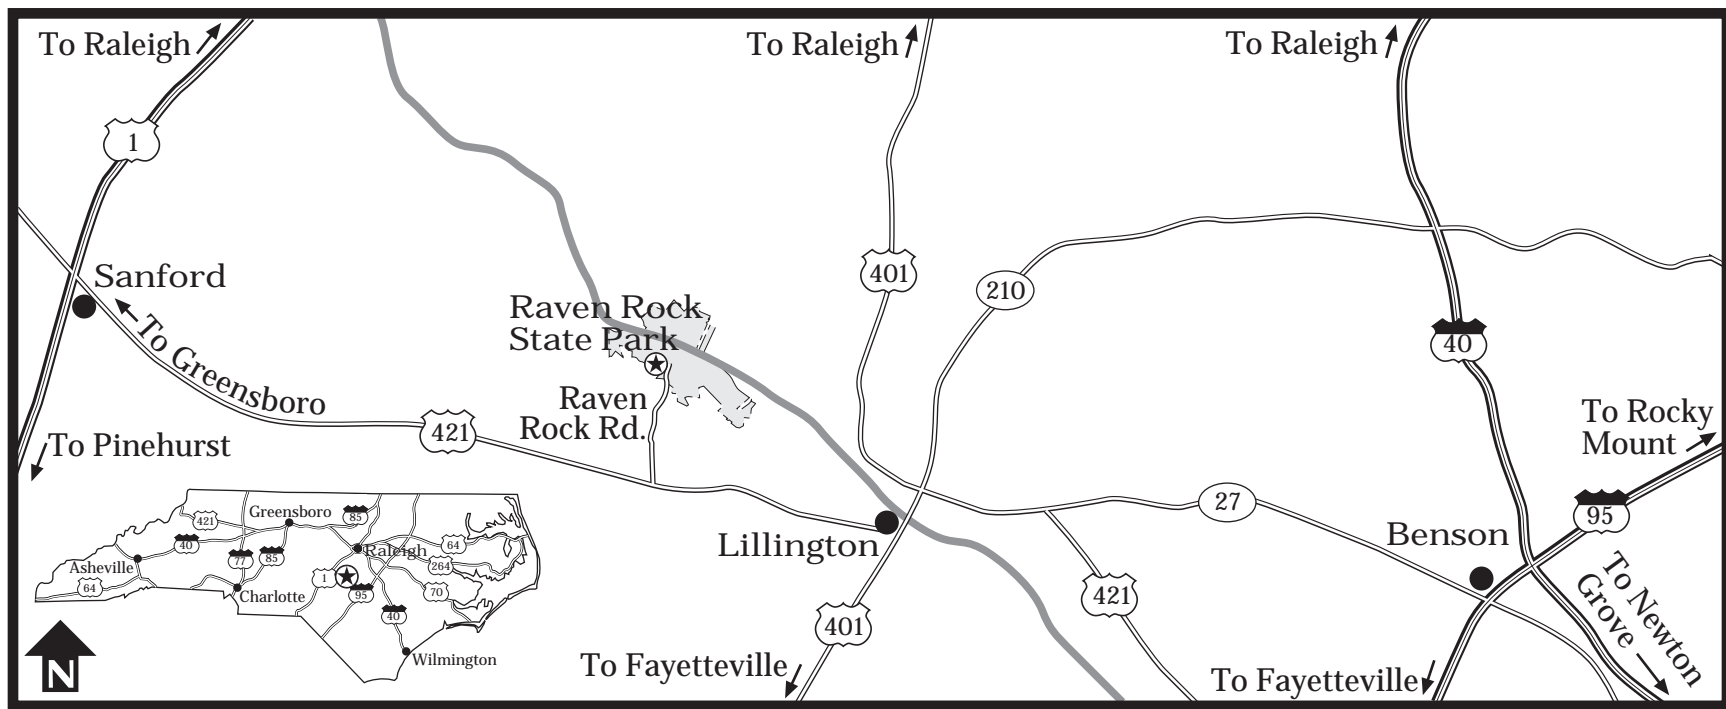 To Raleigh
To Raleigh
To Raleigh
1
Sanford
401
210
Raven Rock
State Park
40
To Greensboro
Raven
Rock Rd.
421
To Pinehurst
To Rocky
Mount
27
95
Benson
Lillington
421
401
To Newton
Grove
To Fayetteville
To Fayetteville
Greensboro
85
421
40
77
85
Raleigh
64
264
Asheville
64
1
95
70
Charlotte
40
Wilmington
N